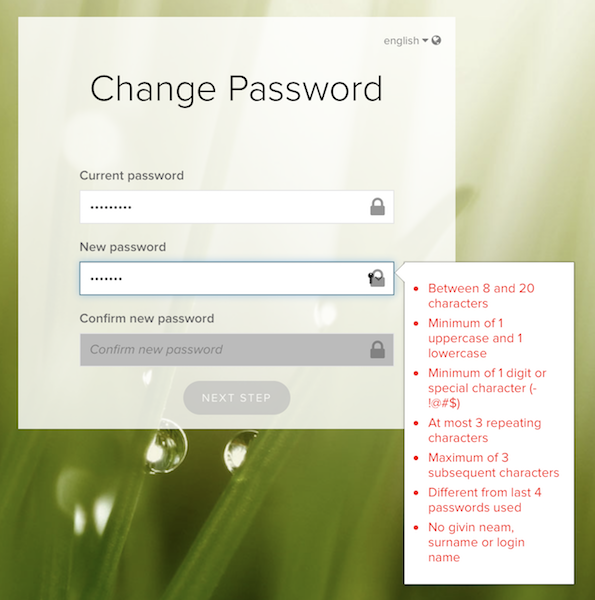 english
Change Password
Current password
•••••••••
New password
•••••••
Confirm new password
Confirm new password
NEXT STEP
• Between 8 and 20
characters
• Minimum of 1
uppercase and 1
lowercase
• Minimum of 1 digit or
special character (-
!@#$)
• At most 3 repeating
characters
• Maximum of 3
subsequent characters
• Different from last 4
passwords used
• No givin neam,
surname or login
name